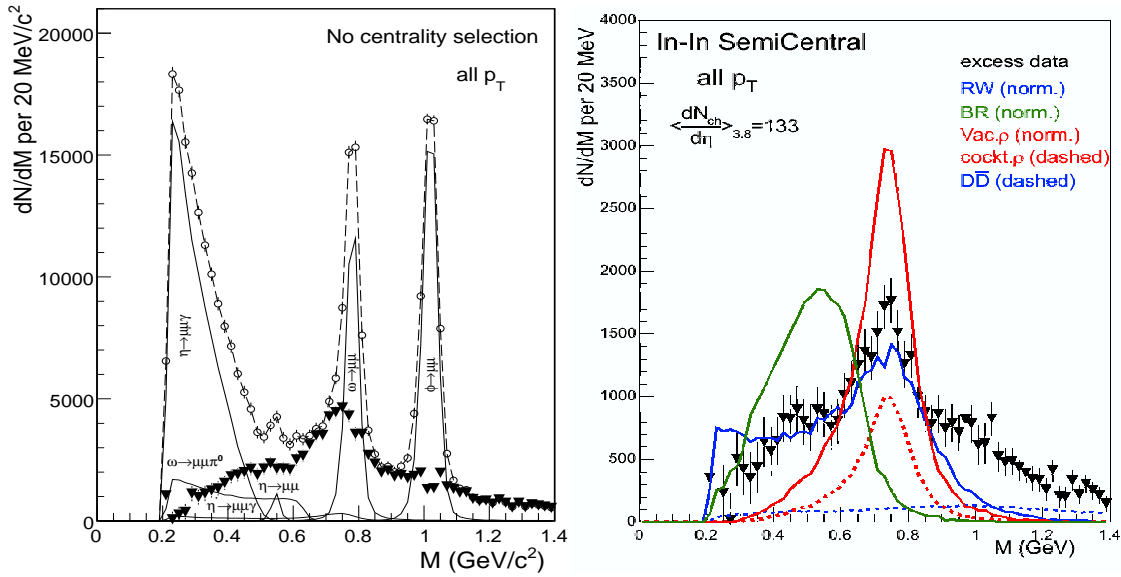 dN/dM per 20 MeV/c²
20000
15000
10000
5000
0
No centrality selection
all p_T
η→μμγ
ω→μμ
φ→μμ
ω→μμπ⁰
η→μμ
η→μμγ
0 0.2 0.4 0.6 0.8 1 1.2 1.4
M (GeV/c²)
dN/dM per 20 MeV
4000
3500
3000
2500
2000
1500
1000
500
0
In-In SemiCentral
all p_T
<dN_ch/dη>_3.8=133
excess data
RW (norm.)
BR (norm.)
Vac.ρ (norm.)
cockt.ρ (dashed)
DD̅ (dashed)
0 0.2 0.4 0.6 0.8 1 1.2 1.4
M (GeV)